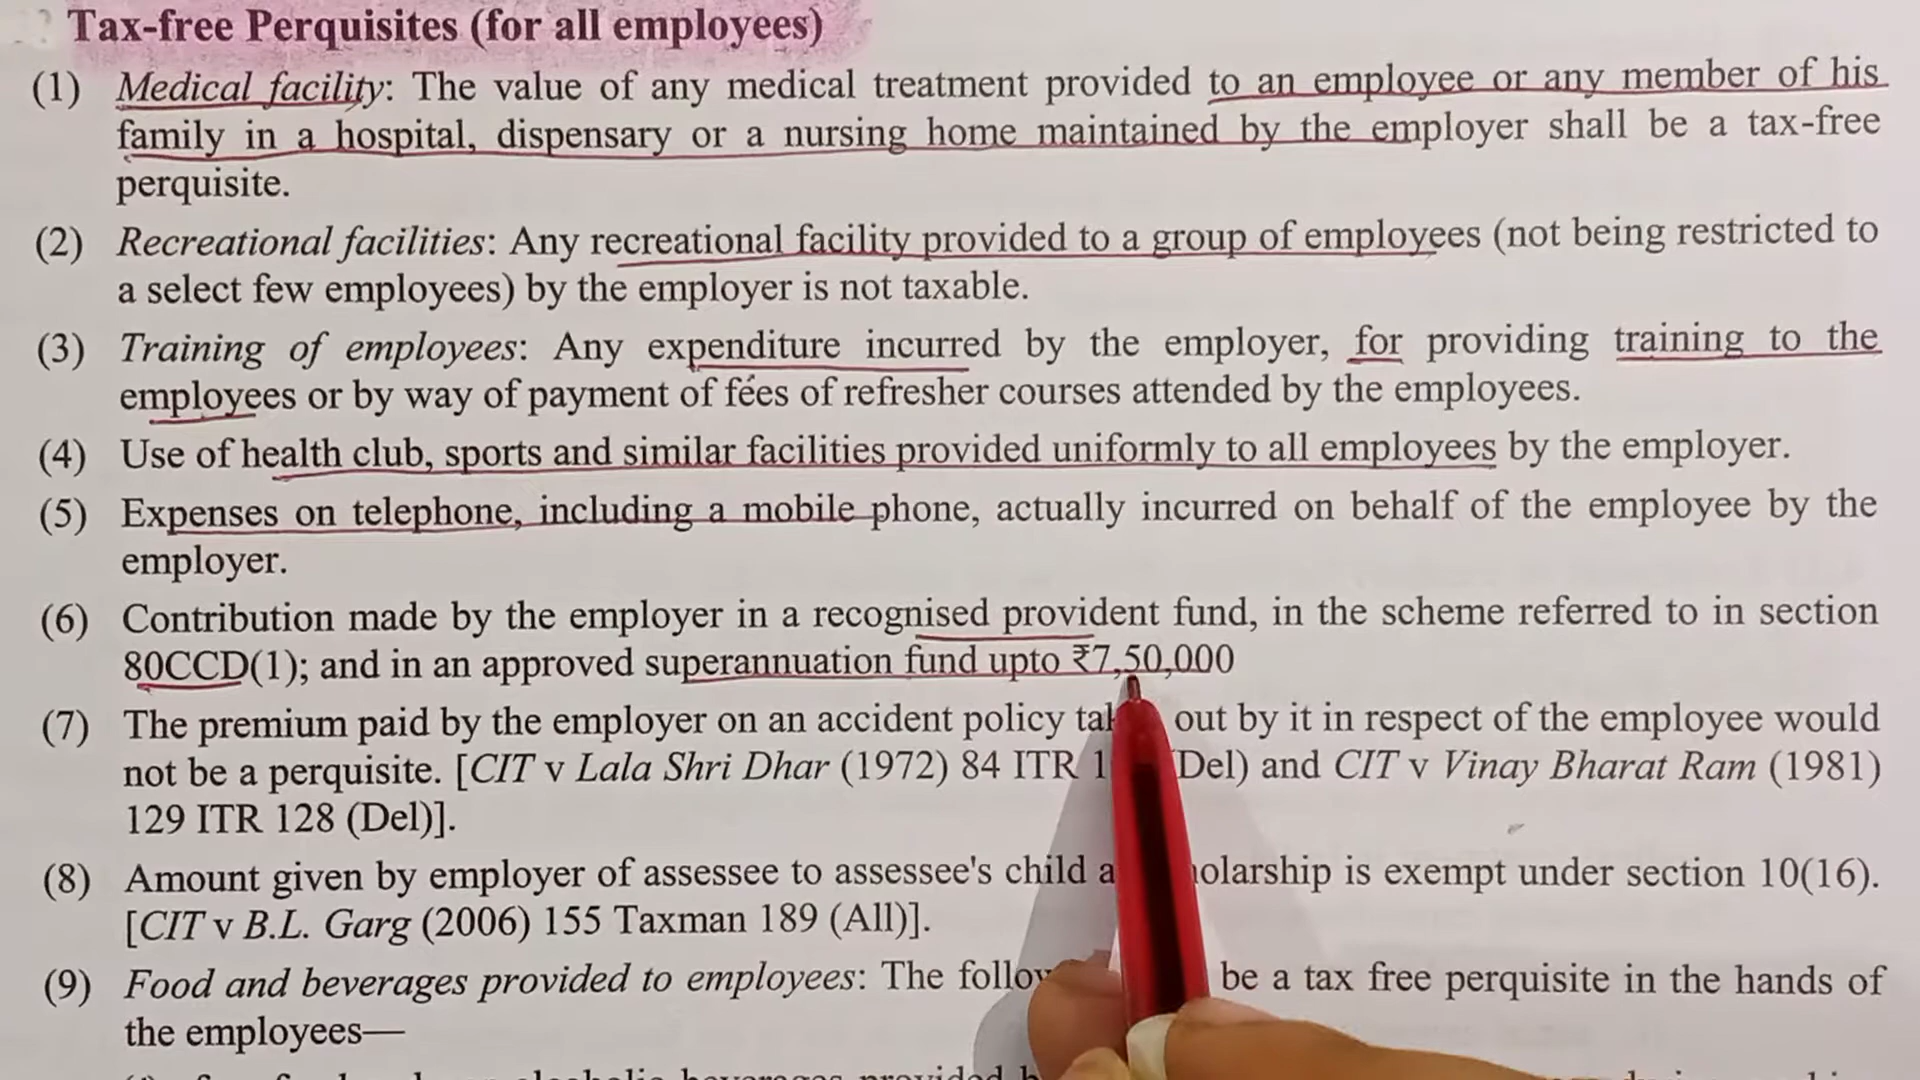 Tax-free Perquisites (for all employees)
(1) Medical facility: The value of any medical treatment provided to an employee or any member of his
family in a hospital, dispensary or a nursing home maintained by the employer shall be a tax-free
perquisite.
(2) Recreational facilities: Any recreational facility provided to a group of employees (not being restricted to
a select few employees) by the employer is not taxable.
(3) Training of employees: Any expenditure incurred by the employer, for providing training to the
employees or by way of payment of fees of refresher courses attended by the employees.
(4) Use of health club, sports and similar facilities provided uniformly to all employees by the employer.
(5) Expenses on telephone, including a mobile phone, actually incurred on behalf of the employee by the
employer.
(6) Contribution made by the employer in a recognised provident fund, in the scheme referred to in section
80CCD(1); and in an approved superannuation fund upto ₹7,50,000
(7) The premium paid by the employer on an accident policy out by it in respect of the employee would
not be a perquisite. [CIT v Lala Shri Dhar (1972) 84 ITR (Del) and CIT v Vinay Bharat Ram (1981)
129 ITR 128 (Del)].
(8) Amount given by employer of assessee to assessee's child is exempt under section 10(16).
[CIT v B.L. Garg (2006) 155 Taxman 189 (All)].
(9) Food and beverages provided to employees: The be a tax free perquisite in the hands of
the employees—